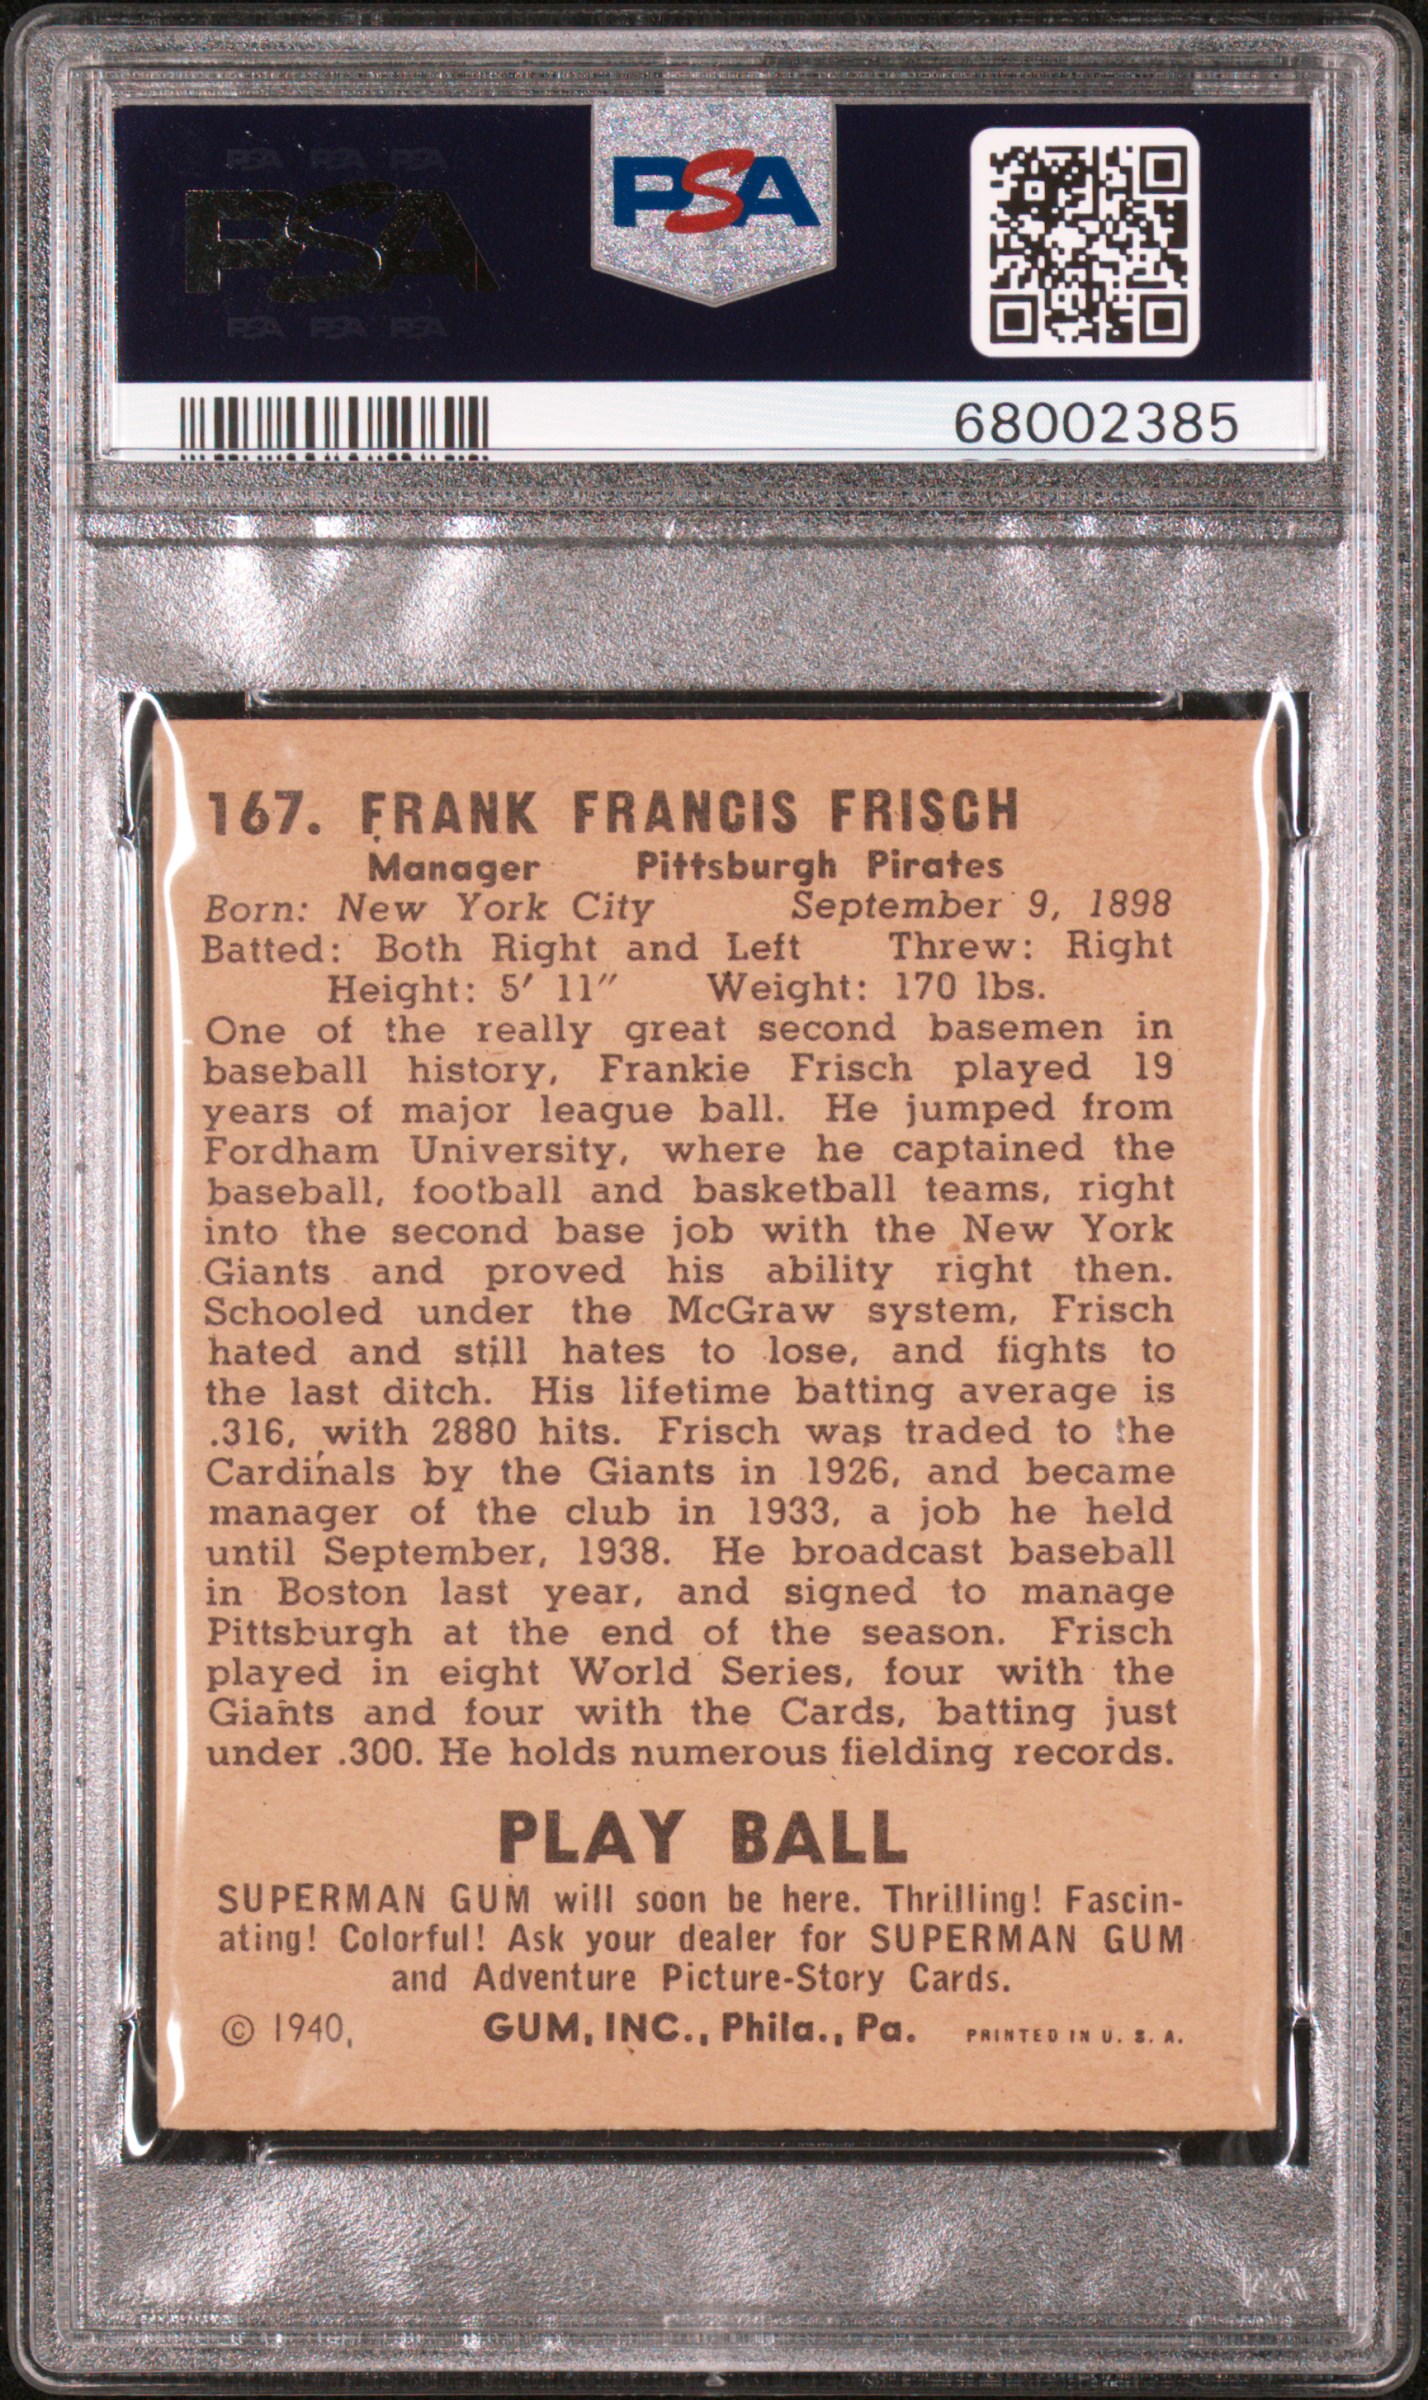 PSA PSA PSA
PSA
PSA PSA PSA
PSA
68002385
167. FRANK FRANCIS FRISCH
Manager Pittsburgh Pirates
Born: New York City September 9, 1898
Batted: Both Right and Left Threw: Right
Height: 5′ 11″ Weight: 170 lbs.
One of the really great second basemen in
baseball history, Frankie Frisch played 19
years of major league ball. He jumped from
Fordham University, where he captained the
baseball, football and basketball teams, right
into the second base job with the New York
Giants and proved his ability right then.
Schooled under the McGraw system, Frisch
hated and still hates to lose, and fights to
the last ditch. His lifetime batting average is
.316, with 2880 hits. Frisch was traded to the
Cardinals by the Giants in 1926, and became
manager of the club in 1933, a job he held
until September, 1938. He broadcast baseball
in Boston last year, and signed to manage
Pittsburgh at the end of the season. Frisch
played in eight World Series, four with the
Giants and four with the Cards, batting just
under .300. He holds numerous fielding records.
PLAY BALL
SUPERMAN GUM will soon be here. Thrilling! Fascin-
ating! Colorful! Ask your dealer for SUPERMAN GUM
and Adventure Picture-Story Cards.
© 1940, GUM, INC., Phila., Pa. PRINTED IN U. S. A.